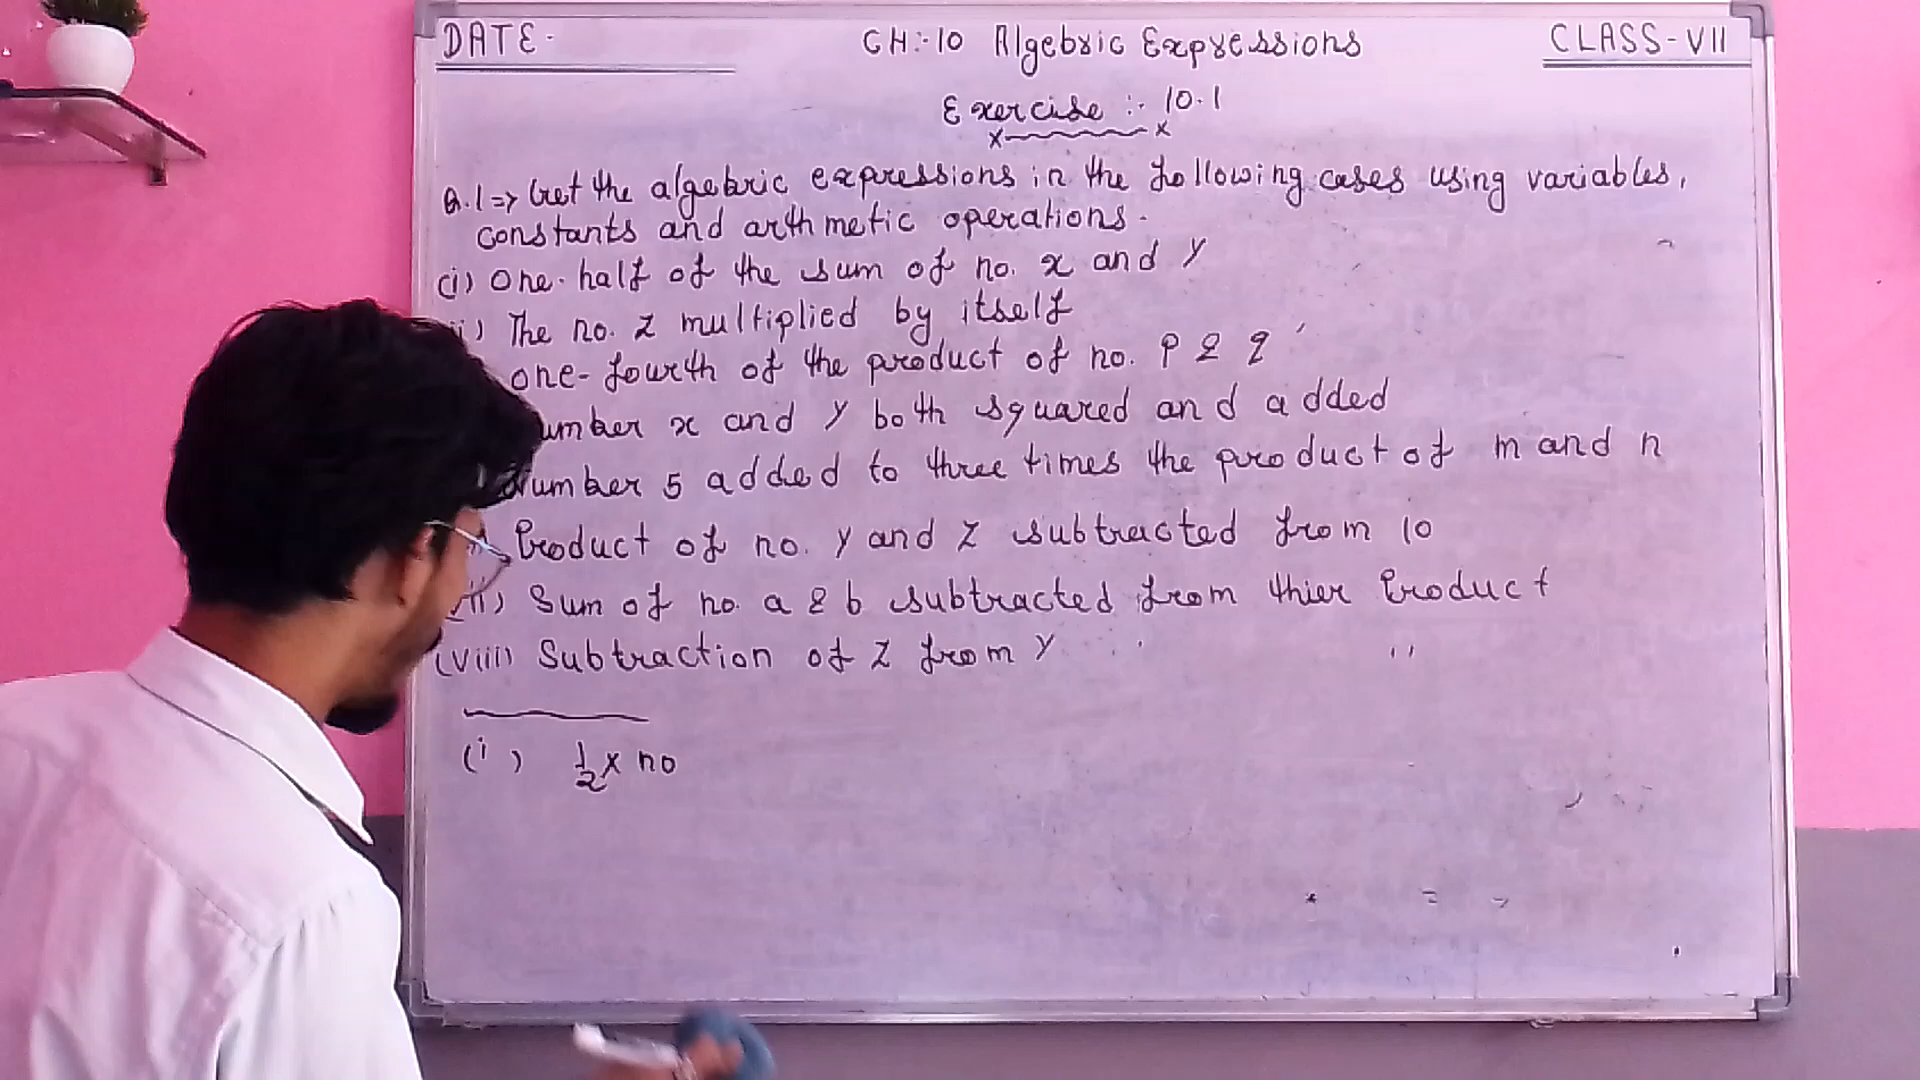 DATE-
CH:-10 Algebric Expressions
CLASS-VII
Exercise :- 10.1
Q.1=> Get the algebric expressions in the following cases using variables,
constants and arthmetic operations.
(i) One-half of the sum of no. x and y
) The no. z multiplied by itself
one-fourth of the product of no. p & q
umber x and y both squared and added
Number 5 added to three times the product of m and n
Product of no. y and z subtracted from 10
ii) Sum of no. a & b subtracted from thier Product
(viii) Subtraction of z from y
(i) 1/2 x no